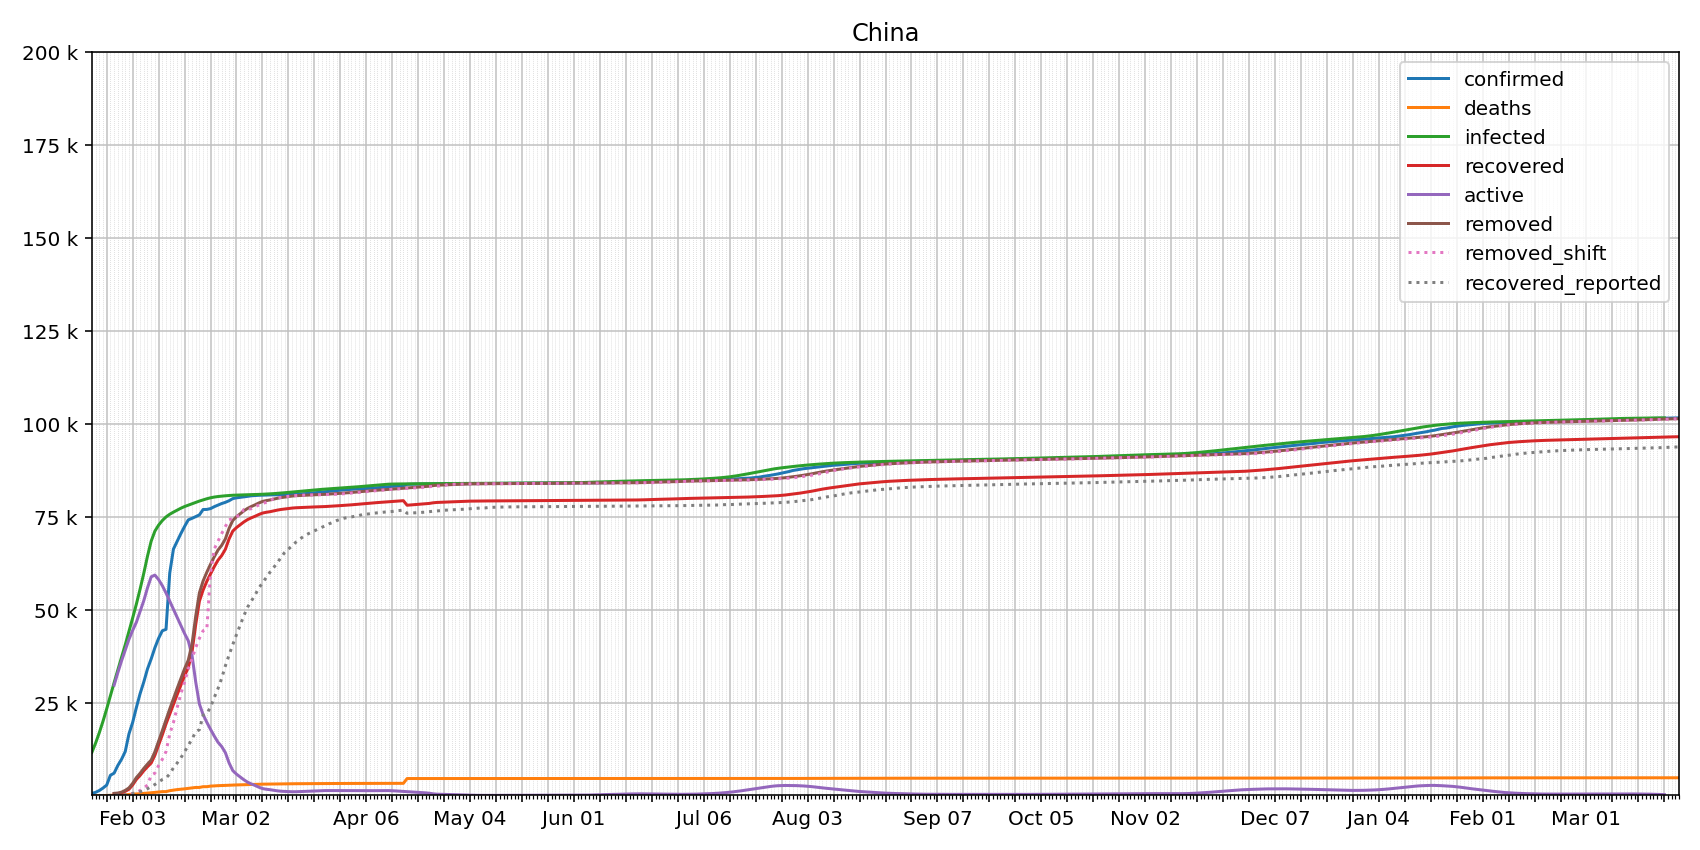 China
200 k
175 k
150 k
125 k
100 k
75 k
50 k
25 k
confirmed
deaths
infected
recovered
active
removed
removed_shift
recovered_reported
Feb 03 Mar 02 Apr 06 May 04 Jun 01 Jul 06 Aug 03 Sep 07 Oct 05 Nov 02 Dec 07 Jan 04 Feb 01 Mar 01